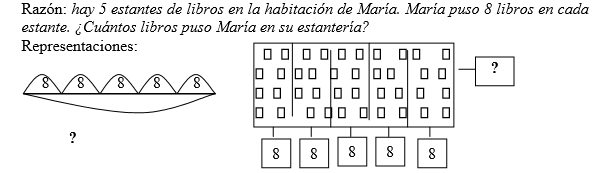 Razón: hay 5 estantes de libros en la habitación de María. María puso 8 libros en cada
estante. ¿Cuántos libros puso María en su estantería?
Representaciones:
8 8 8 8 8
?
?
8 8 8 8 8